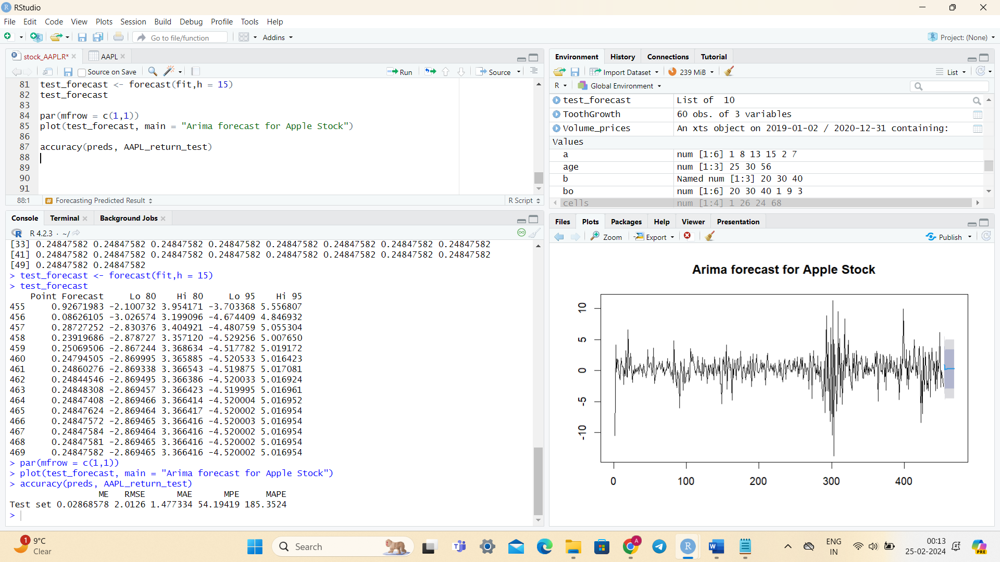 RStudio
File Edit Code View Plots Session Build Debug Profile Tools Help
Go to file/function Addins Project: (None)
stock_AAPL.R* AAPL
Source on Save Run Source
81 test_forecast <- forecast(fit,h = 15)
82 test_forecast
83
84 par(mfrow = c(1,1))
85 plot(test_forecast, main = "Arima forecast for Apple Stock")
86
87 accuracy(preds, AAPL_return_test)
88
89
90
91
88:1 Forecasting Predicted Result R Script
Console Terminal Background Jobs
R 4.2.3 · ~/
[33] 0.24847582 0.24847582 0.24847582 0.24847582 0.24847582 0.24847582 0.24847582 0.24847582
[41] 0.24847582 0.24847582 0.24847582 0.24847582 0.24847582 0.24847582 0.24847582 0.24847582
[49] 0.24847582 0.24847582
> test_forecast <- forecast(fit,h = 15)
> test_forecast
Point Forecast Lo 80 Hi 80 Lo 95 Hi 95
455 0.92671983 -2.100732 3.954171 -3.703368 5.556807
456 0.08626105 -3.026574 3.199096 -4.674409 4.846932
457 0.28727252 -2.830376 3.404921 -4.480759 5.055304
458 0.23919686 -2.878727 3.357120 -4.529256 5.007650
459 0.25069506 -2.867244 3.368634 -4.517782 5.019172
460 0.24794505 -2.869995 3.365885 -4.520533 5.016423
461 0.24860276 -2.869338 3.366543 -4.519875 5.017081
462 0.24844546 -2.869495 3.366386 -4.520033 5.016924
463 0.24848308 -2.869457 3.366423 -4.519995 5.016961
464 0.24847408 -2.869466 3.366414 -4.520004 5.016952
465 0.24847624 -2.869464 3.366417 -4.520002 5.016954
466 0.24847572 -2.869465 3.366416 -4.520003 5.016954
467 0.24847584 -2.869464 3.366416 -4.520002 5.016954
468 0.24847581 -2.869465 3.366416 -4.520002 5.016954
469 0.24847582 -2.869465 3.366416 -4.520002 5.016954
> par(mfrow = c(1,1))
> plot(test_forecast, main = "Arima forecast for Apple Stock")
> accuracy(preds, AAPL_return_test)
ME RMSE MAE MPE MAPE
Test set 0.02868578 2.0126 1.477334 54.19419 185.3524
>
Environment History Connections Tutorial
Import Dataset 239 MiB List
R Global Environment
test_forecast List of 10
ToothGrowth 60 obs. of 3 variables
Volume_prices An xts object on 2019-01-02 / 2020-12-31 containing:
Values
a num [1:6] 1 8 13 15 2 7
age num [1:3] 25 30 56
b Named num [1:3] 20 30 40
bo num [1:6] 20 30 40 1 9 3
cells num [1:4] 1 26 24 68
Files Plots Packages Help Viewer Presentation
Zoom Export Publish
Arima forecast for Apple Stock
10
5
0
-5
-10
0 100 200 300 400
1 9°C
Clear
Search
A
R
W
PRE
ENG
IN
00:13
25-02-2024